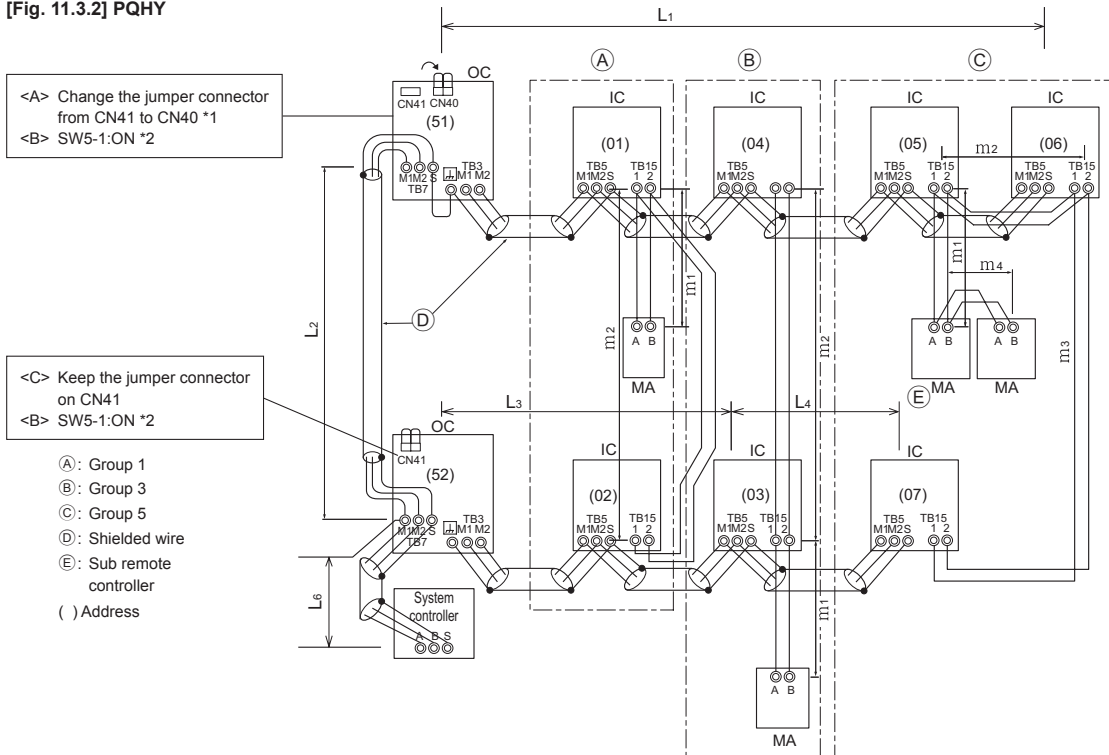 [Fig. 11.3.2] PQHY
L1
A
B
C
<A> Change the jumper connector
from CN41 to CN40 *1
<B> SW5-1:ON *2
OC
CN41 CN40
(51)
M1M2 S
TB7
TB3
M1 M2
IC
(01)
TB5
M1M2S
TB15
1 2
IC
(04)
TB5
M1M2S
IC
(05)
TB5
M1M2S
TB15
1 2
IC
(06)
TB5
M1M2S
TB15
1 2
m2
m1
m1
m4
m2
m2
m3
L2
D
A B
MA
A B
MA
A B
MA
E
<C> Keep the jumper connector
on CN41
<B> SW5-1:ON *2
L3
L4
OC
CN41
(52)
M1M2 S
TB7
TB3
M1 M2
IC
(02)
TB5
M1M2S
TB15
1 2
IC
(03)
TB5
M1M2S
TB15
1 2
IC
(07)
TB5
M1M2S
TB15
1 2
A: Group 1
B: Group 3
C: Group 5
D: Shielded wire
E: Sub remote
controller
( ) Address
L6
System
controller
A B S
m1
A B
MA